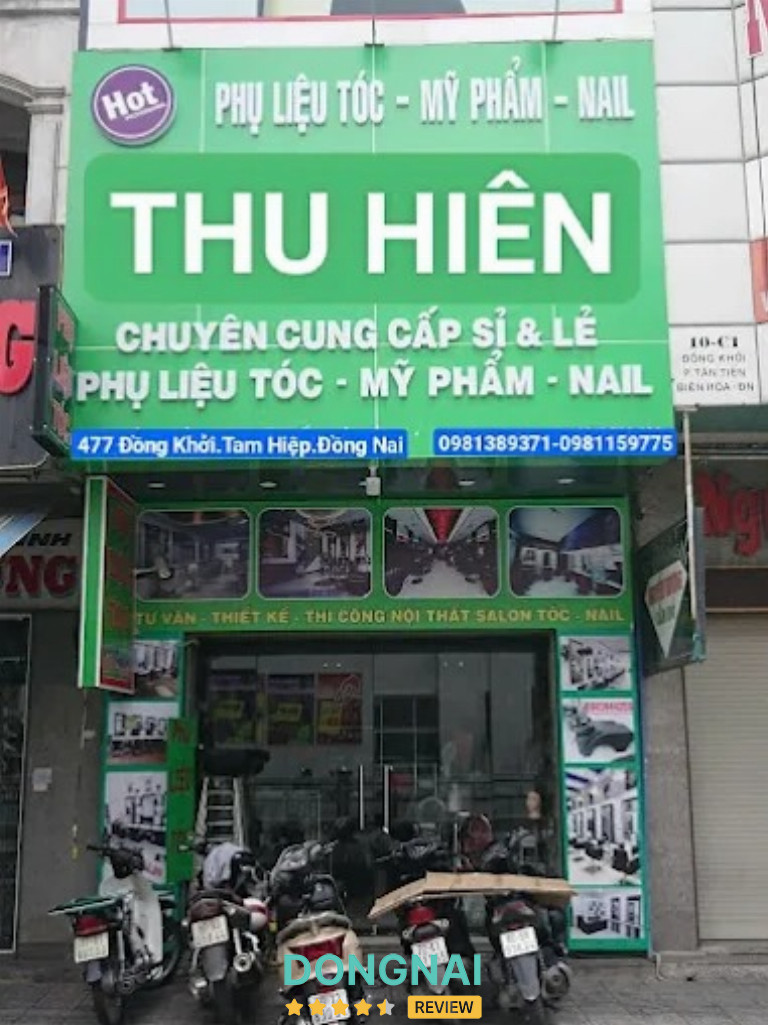 Hot
PHỤ LIỆU TÓC - MỸ PHẨM - NAIL
THU HIÊN
CHUYÊN CUNG CẤP SỈ & LẺ
PHỤ LIỆU TÓC - MỸ PHẨM - NAIL
477 Đồng Khởi.Tam Hiệp.Đồng Nai
0981389371-0981159775
10-C1
ĐỒNG KHỞI
P. TÂN TIẾN
BIÊN HÒA-ĐN
TƯ VẤN - THIẾT KẾ - THI CÔNG NỘI THẤT SALON TÓC - NAIL
DONGNAI
REVIEW